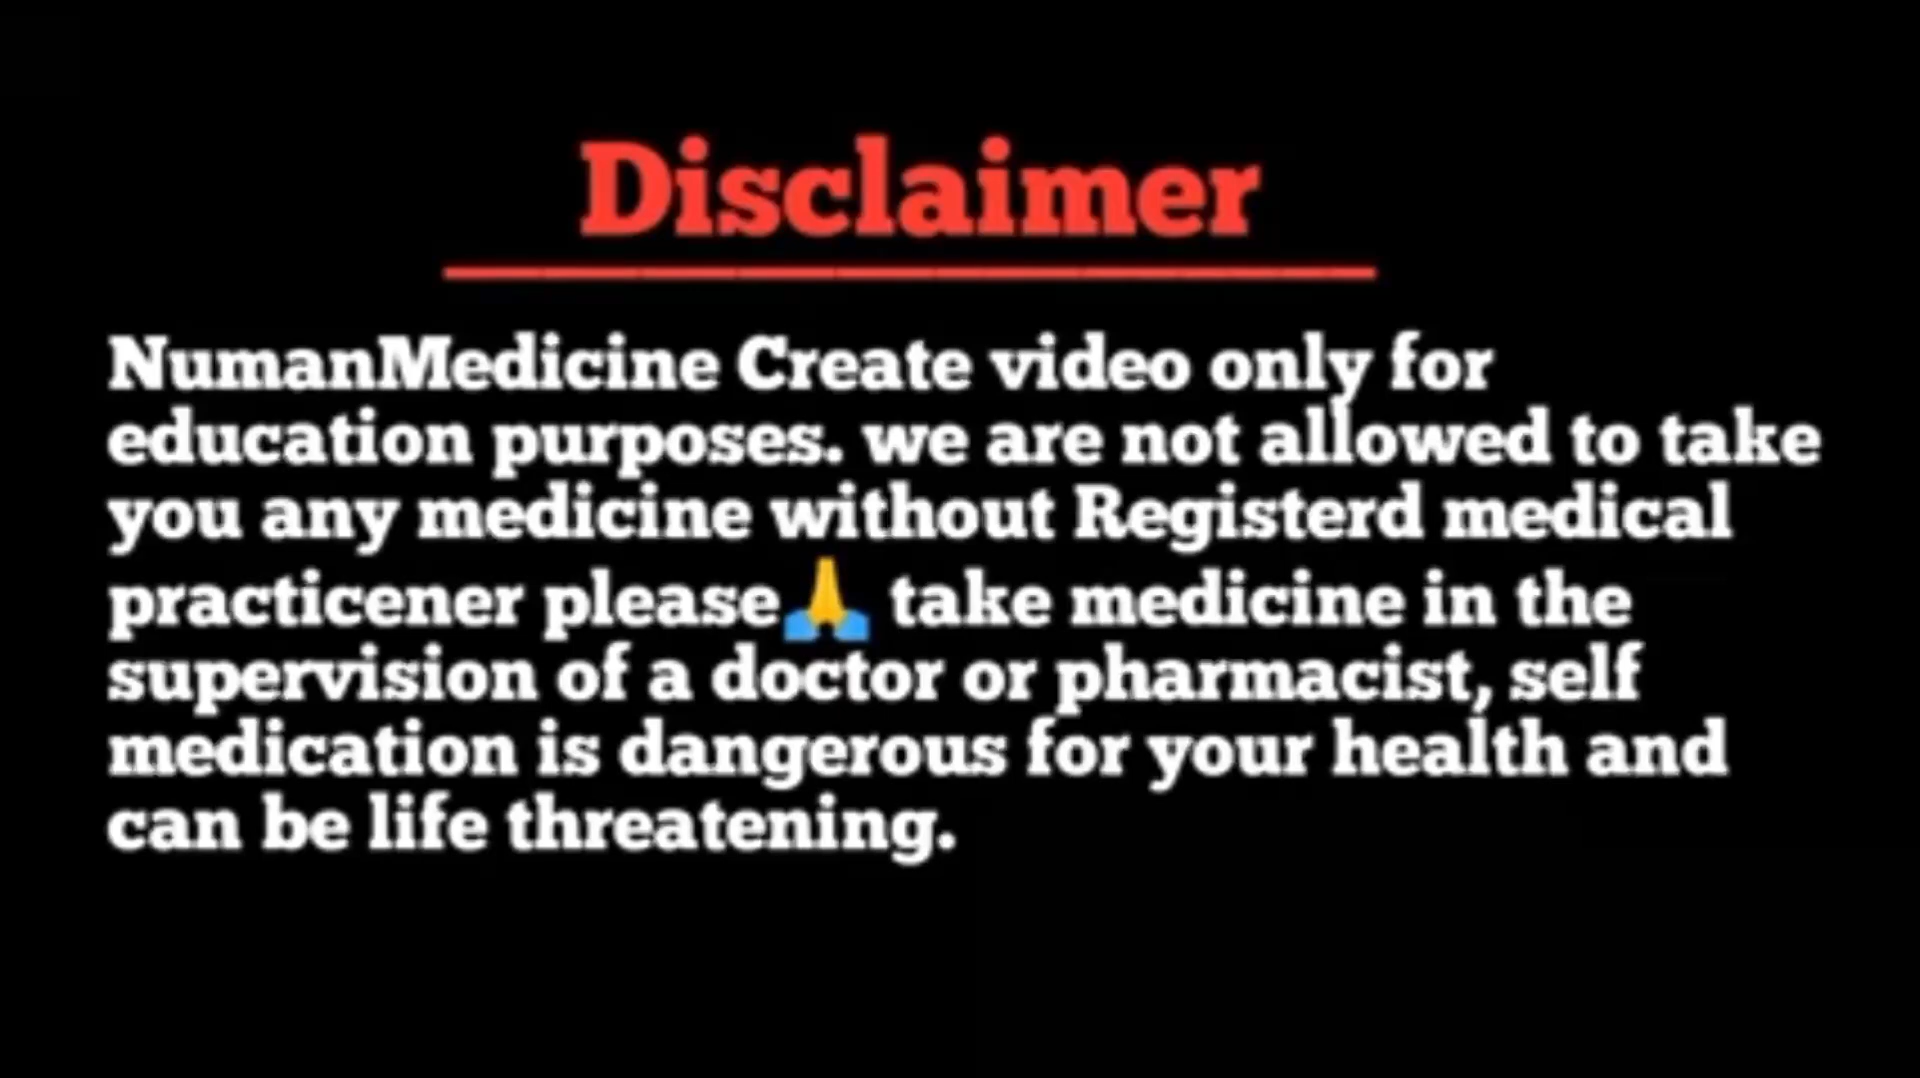 Disclaimer
NumanMedicine Create video only for
education purposes. we are not allowed to take
you any medicine without Registerd medical
practicener please🙏 take medicine in the
supervision of a doctor or pharmacist, self
medication is dangerous for your health and
can be life threatening.